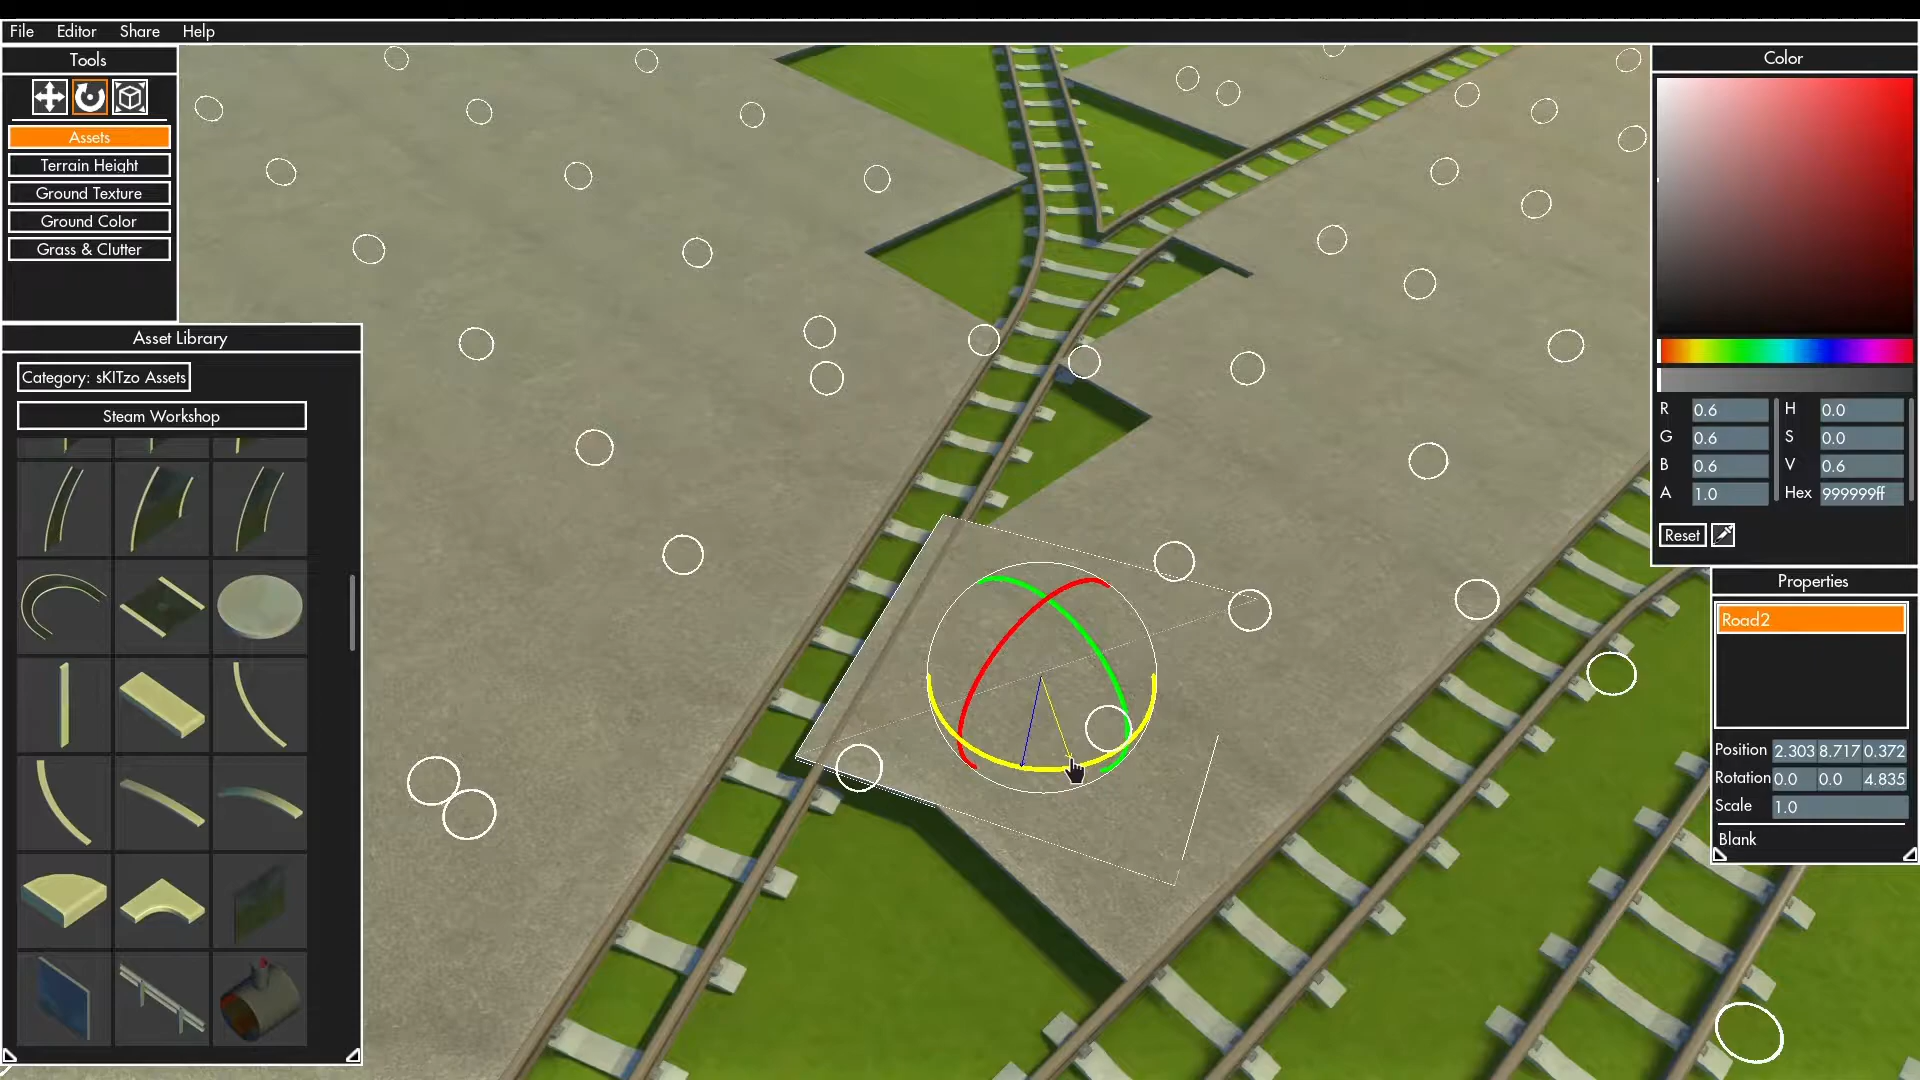 File Editor Share Help
Tools
Assets
Terrain Height
Ground Texture
Ground Color
Grass & Clutter
Asset Library
Category: sKITzo Assets
Steam Workshop
Color
R 0.6 H 0.0
G 0.6 S 0.0
B 0.6 V 0.6
A 1.0 Hex 999999ff
Reset
Properties
Road2
Position 2.303 8.717 0.372
Rotation 0.0 0.0 4.835
Scale 1.0
Blank